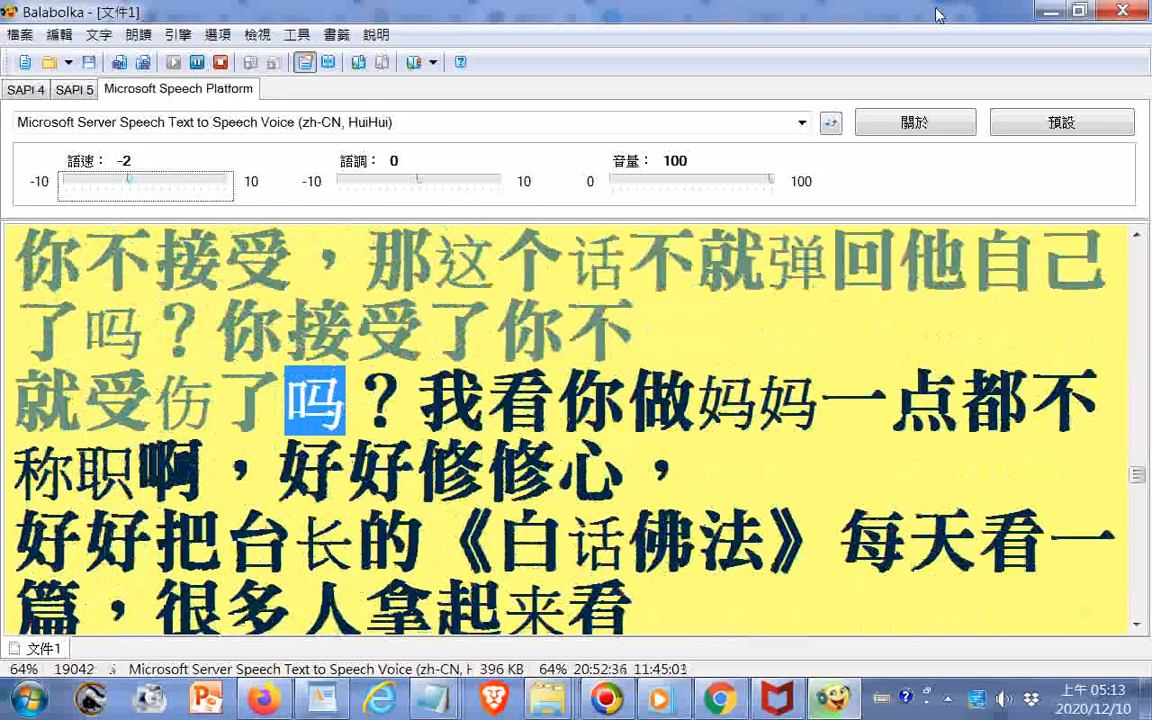 Balabolka - [文件1]
檔案 編輯 文字 朗讀 引擎 選項 檢視 工具 書籤 說明
SAPI 4 SAPI 5 Microsoft Speech Platform
Microsoft Server Speech Text to Speech Voice (zh-CN, HuiHui) 關於 預設
語速： -2 語調： 0 音量： 100
-10 10 -10 10 0 100
你不接受，那这个话不就弹回他自己
了吗？你接受了你不
就受伤了吗？我看你做妈妈一点都不
称职啊，好好修修心，
好好把台长的《白话佛法》每天看一
篇，很多人拿起来看
文件1
64% 19042 Microsoft Server Speech Text to Speech Voice (zh-CN, H 396 KB 64% 20:52:36 11:45:01
上午 05:13
2020/12/10